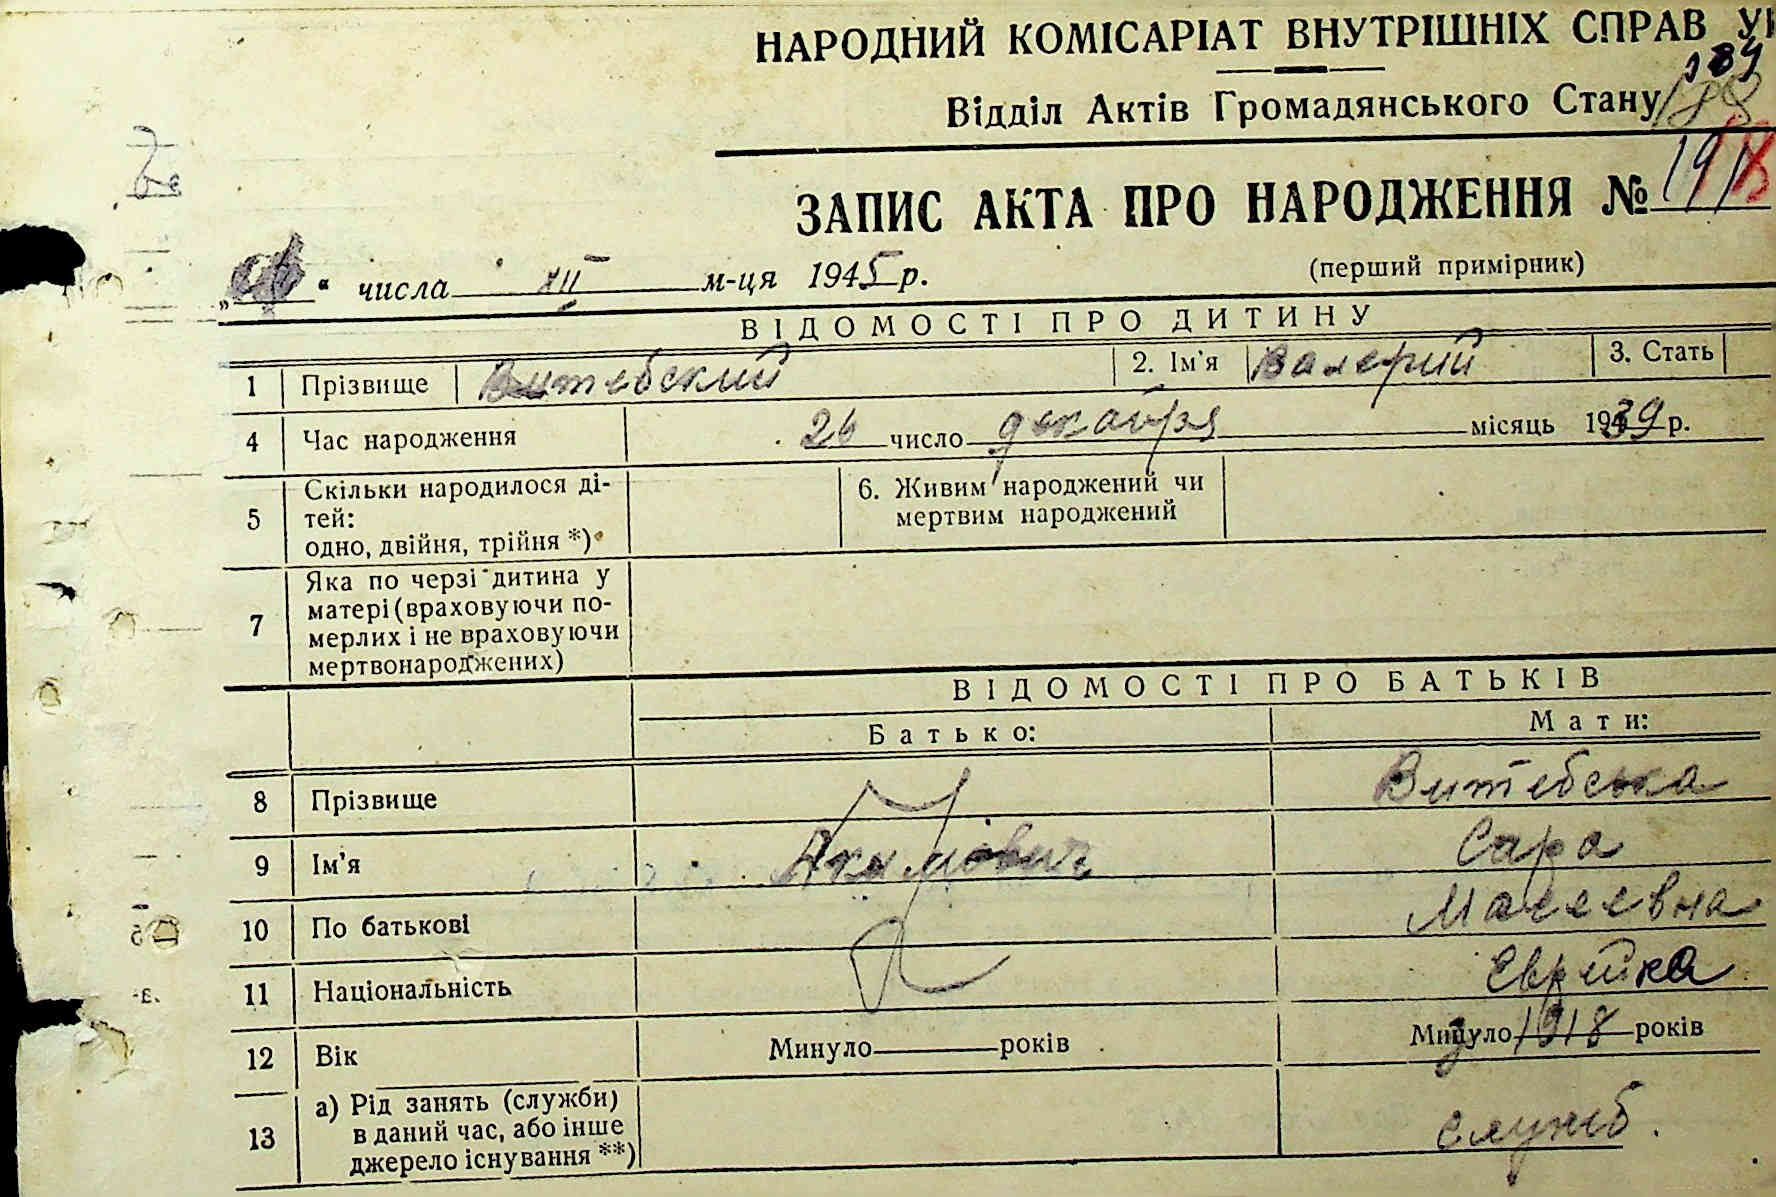 НАРОДНИЙ КОМІСАРІАТ ВНУТРІШНІХ СПРАВ
Відділ Актів Громадянського Стану
ЗАПИС АКТА ПРО НАРОДЖЕННЯ №
(перший примірник)
" " числа XII м-ця 1945 р.
ВІДОМОСТІ ПРО ДИТИНУ
1 Прізвище Витебский 2. Ім'я Валерий 3. Стать
4 Час народження 26 число декабря місяць 1939 р.
5 Скільки народилося ді-
тей:
одно, двійня, трійня *)
6. Живим народжений чи
мертвим народжений
7 Яка по черзі дитина у
матері (враховуючи по-
мерлих і не враховуючи
мертвонароджених)
ВІДОМОСТІ ПРО БАТЬКІВ
Батько: Мати:
8 Прізвище Витебська
9 Ім'я Акимович Сара
10 По батькові Моисеевна
11 Національність Еврейка
12 Вік Минуло років Минуло 1918 років
13 а) Рід занять (служби)
в даний час, або інше
джерело існування **)
служб.